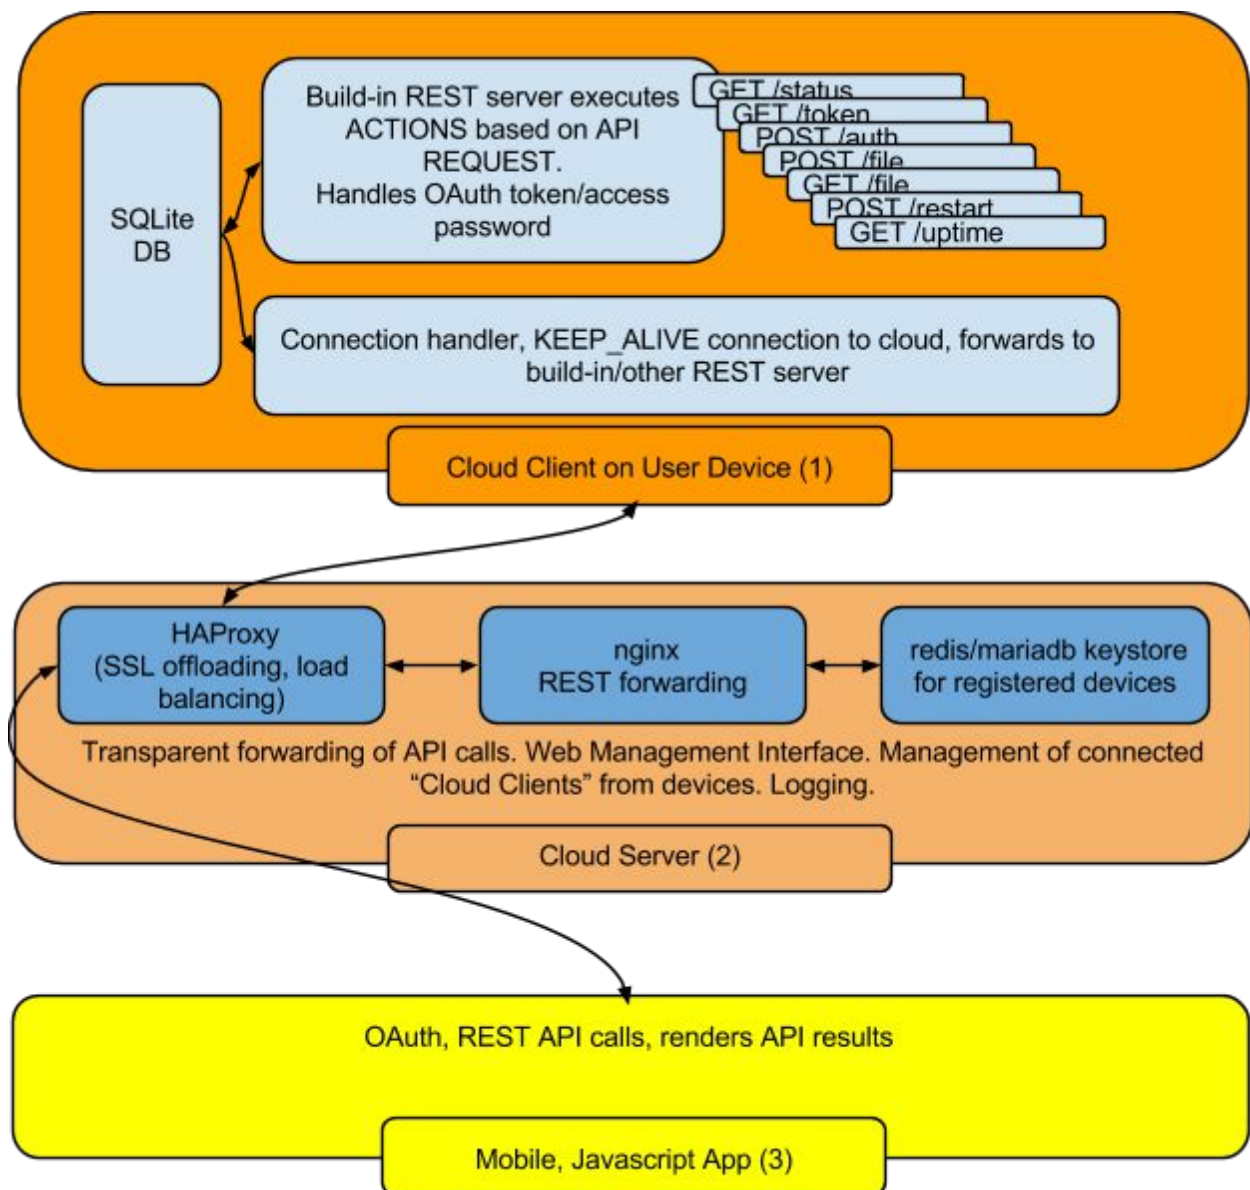 Build-in REST server executes
ACTIONS based on API
REQUEST.
Handles OAuth token/access
password
GET /status
GET /token
POST /auth
POST /file
GET /file
POST /restart
GET /uptime
SQLite
DB
Connection handler, KEEP_ALIVE connection to cloud, forwards to
build-in/other REST server
Cloud Client on User Device (1)
HAProxy
(SSL offloading, load
balancing)
nginx
REST forwarding
redis/mariadb keystore
for registered devices
Transparent forwarding of API calls. Web Management Interface. Management of connected
“Cloud Clients” from devices. Logging.
Cloud Server (2)
OAuth, REST API calls, renders API results
Mobile, Javascript App (3)